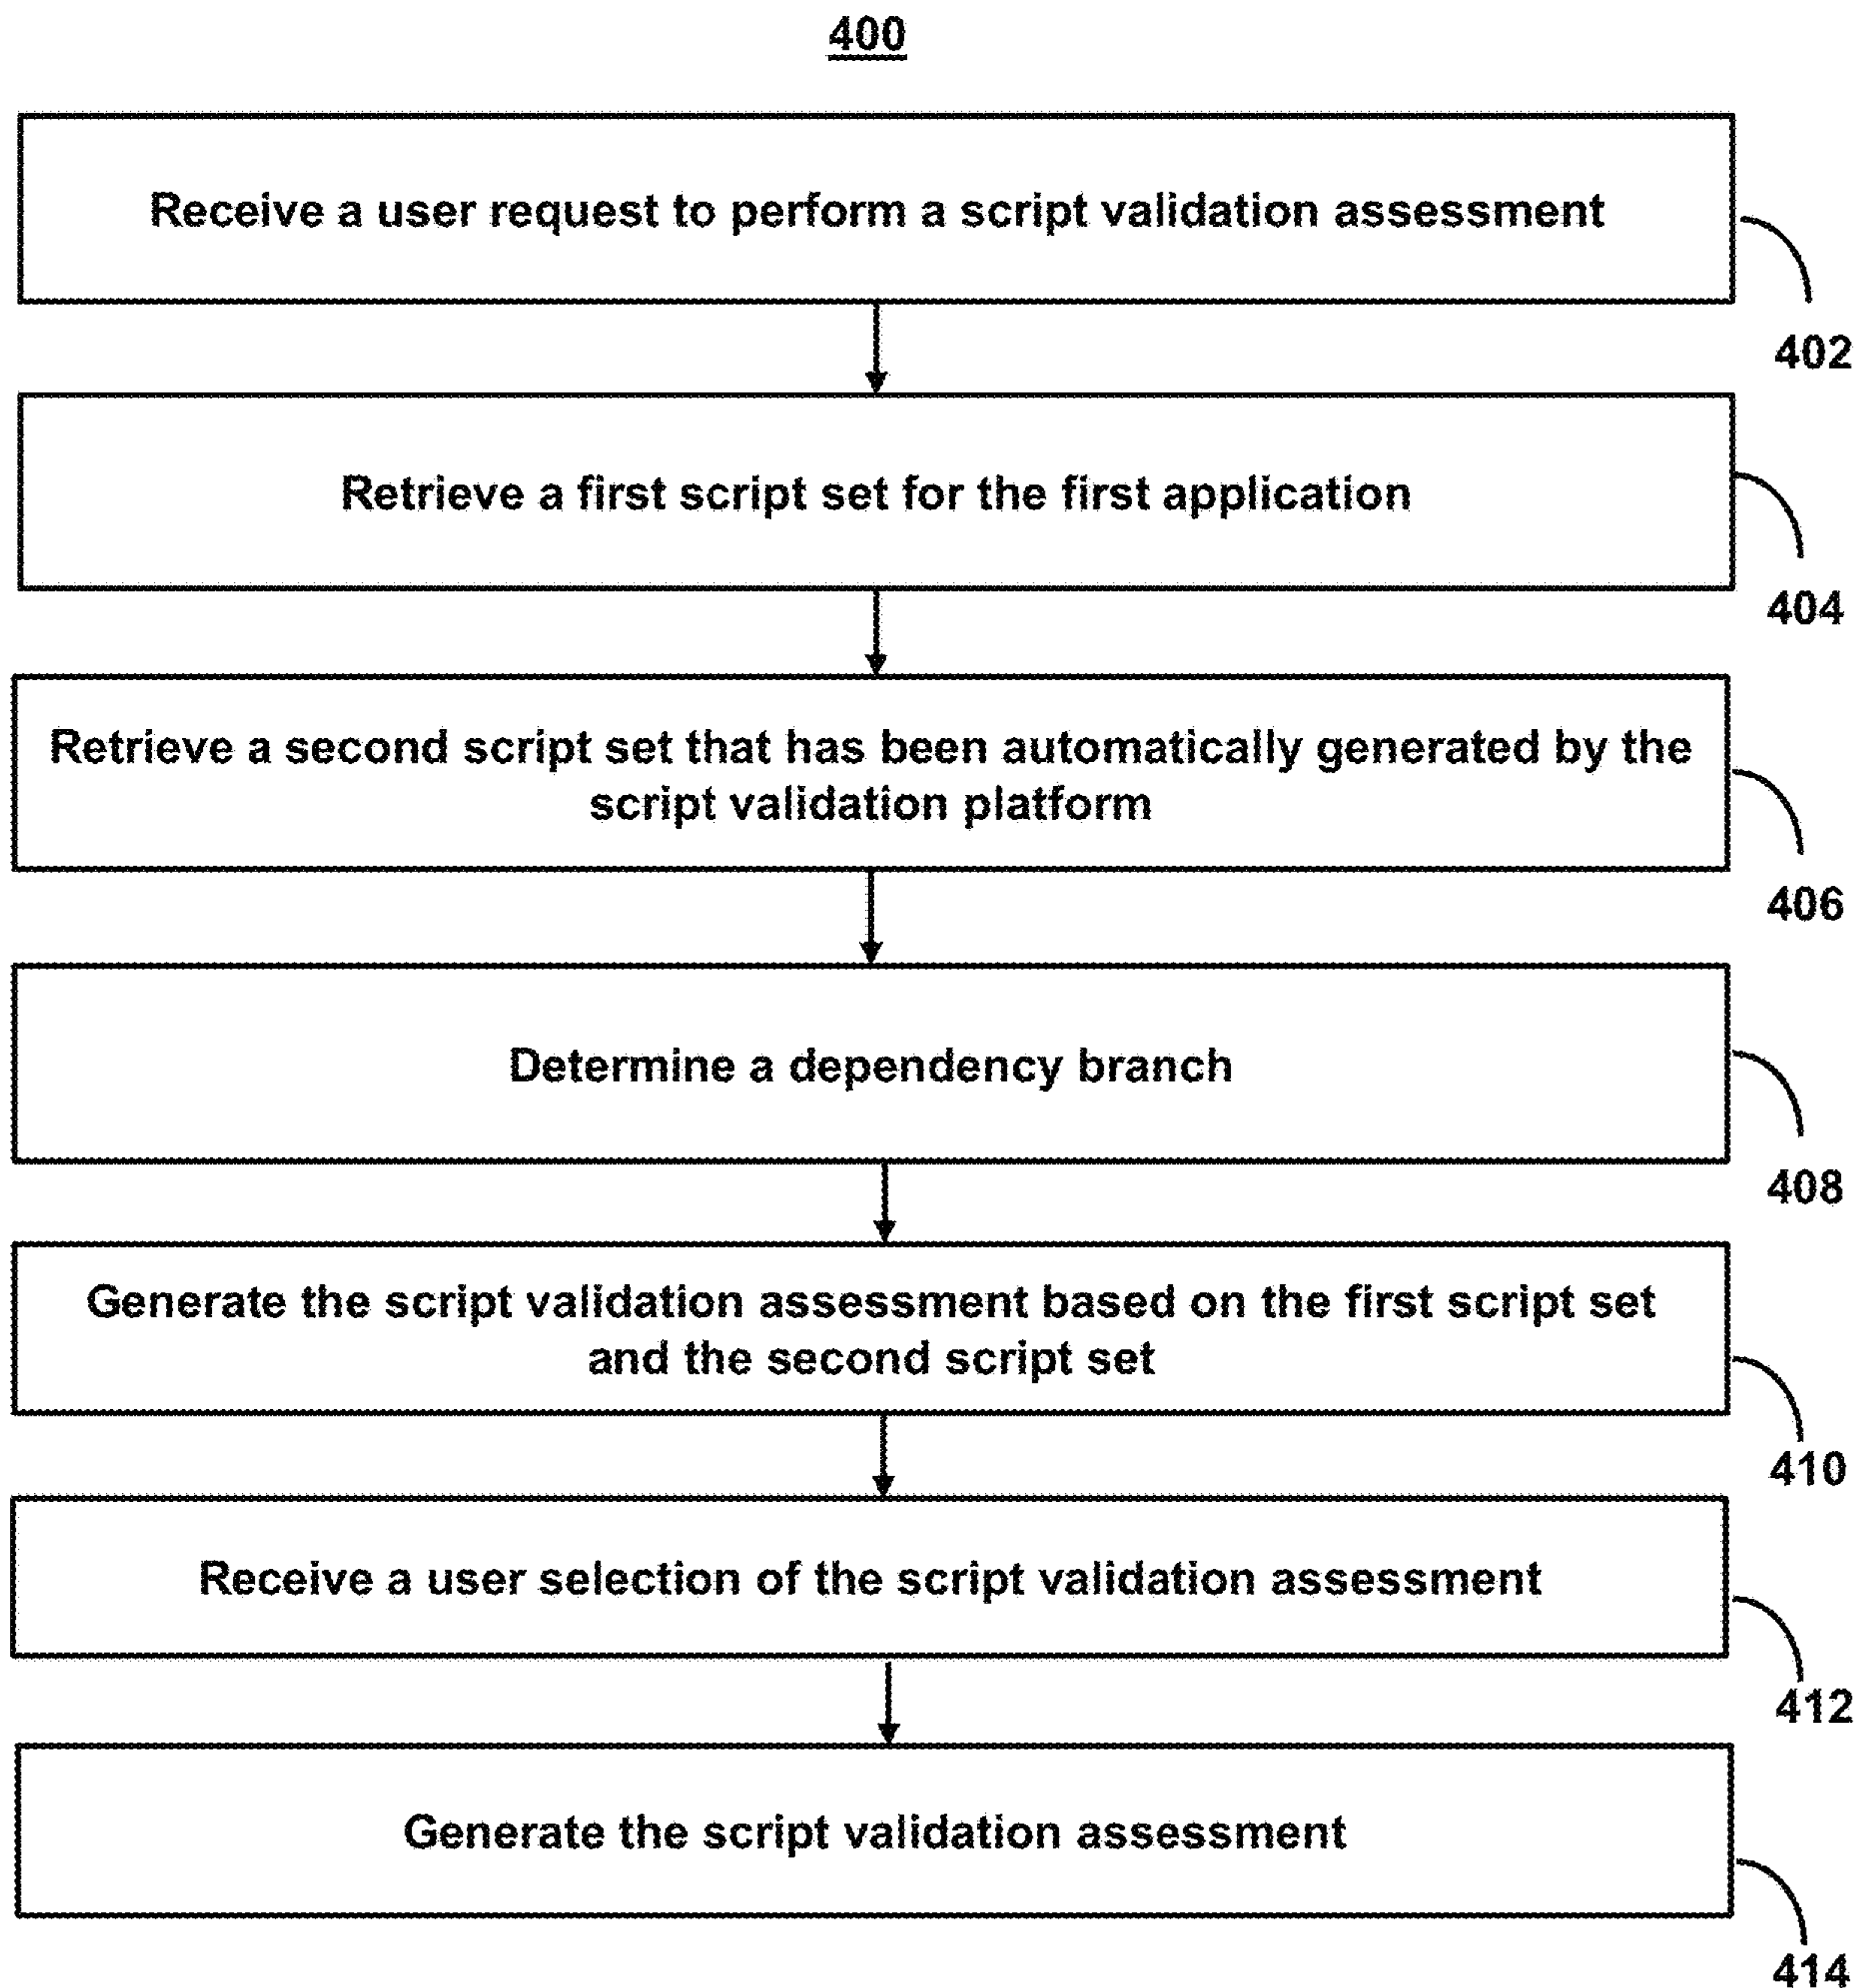 400
Receive a user request to perform a script validation assessment
402
Retrieve a first script set for the first application
404
Retrieve a second script set that has been automatically generated by the
script validation platform
406
Determine a dependency branch
408
Generate the script validation assessment based on the first script set
and the second script set
410
Receive a user selection of the script validation assessment
412
Generate the script validation assessment
414